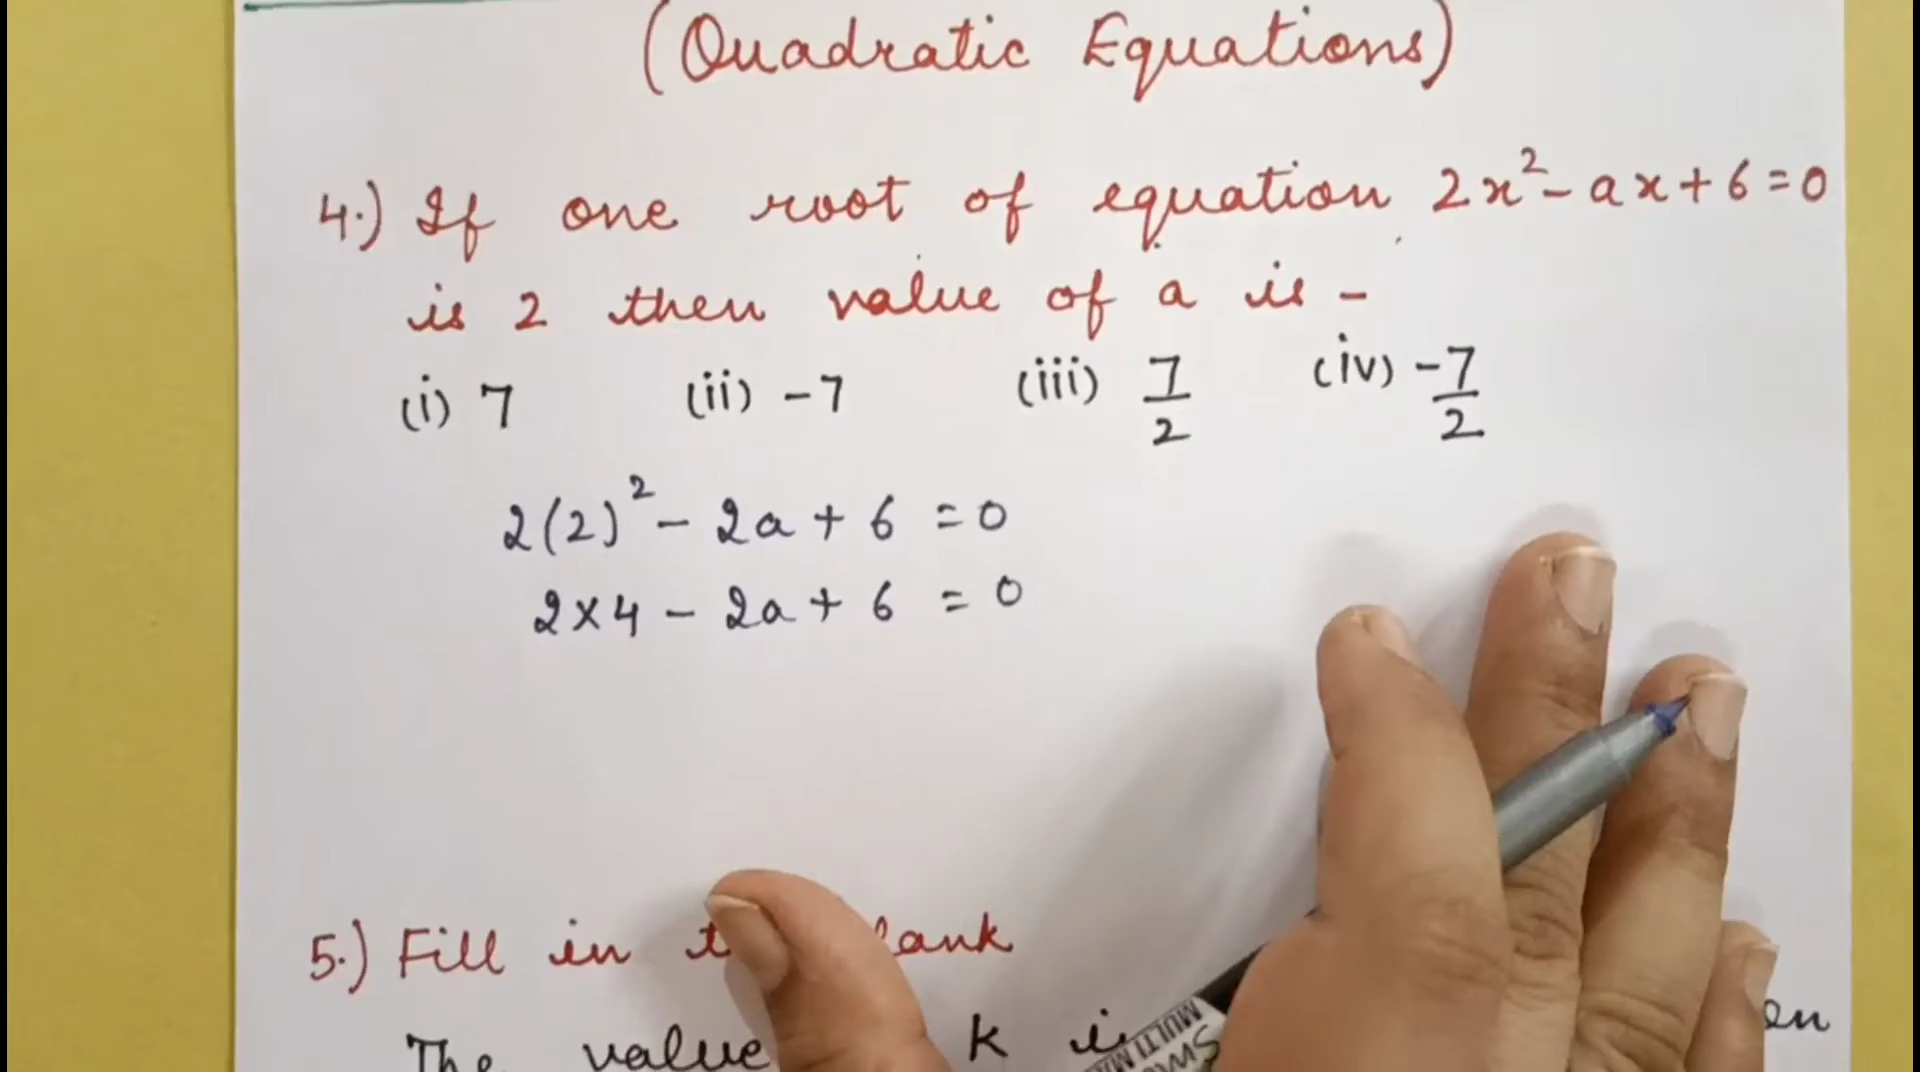 (Quadratic Equations)
4.) If one root of equation 2x² - ax + 6 = 0
is 2 then value of a is -
(i) 7 (ii) -7 (iii) 7/2 (iv) -7/2
2(2)² - 2a + 6 = 0
2×4 - 2a + 6 = 0
5.) Fill in
The value k
MULTI